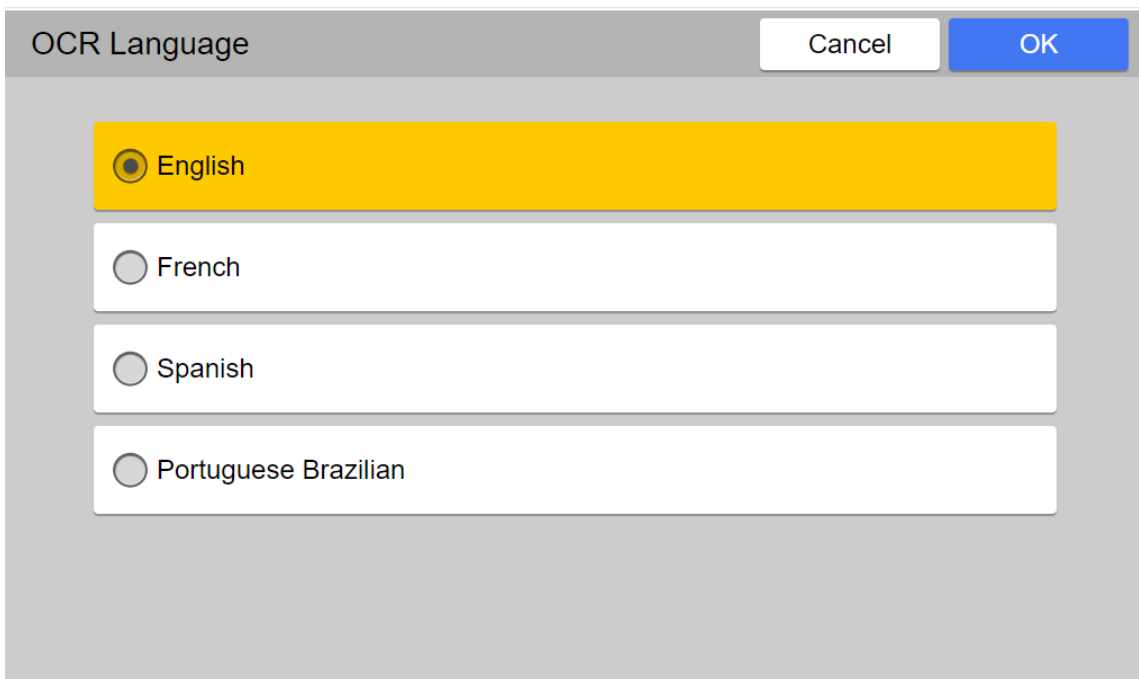 OCR Language
Cancel
OK
English
French
Spanish
Portuguese Brazilian